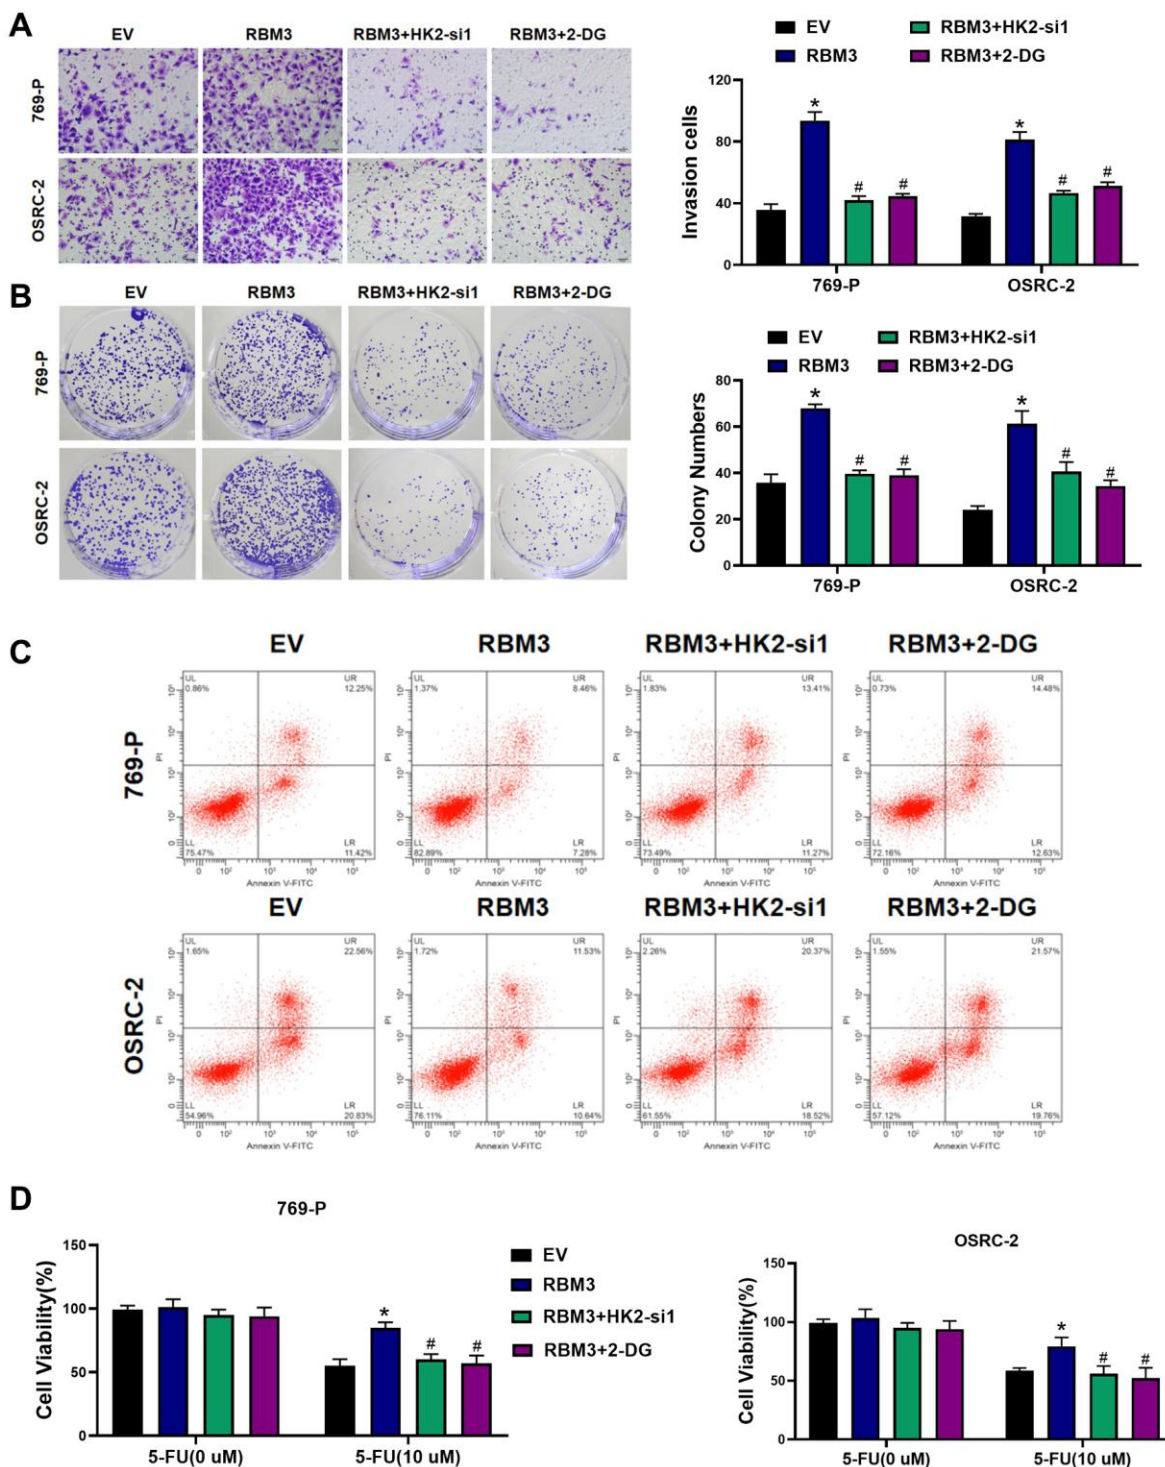 A
EV RBM3 RBM3+HK2-si1 RBM3+2-DG
769-P
OSRC-2
EV RBM3+HK2-si1
RBM3 RBM3+2-DG
Invasion cells
120
80
40
0
* # # * # #
769-P OSRC-2
B
EV RBM3 RBM3+HK2-si1 RBM3+2-DG
769-P
OSRC-2
EV RBM3+HK2-si1
RBM3 RBM3+2-DG
Colony Numbers
80
60
40
20
0
* # # * # #
769-P OSRC-2
C
EV RBM3 RBM3+HK2-si1 RBM3+2-DG
769-P
UL UR UL UR UL UR UL UR
0.86% 12.25% 1.37% 8.46% 1.83% 13.41% 0.73% 14.48%
PI PI PI PI
LL LR LL LR LL LR LL LR
75.47% 11.42% 82.89% 7.28% 73.49% 11.27% 72.16% 12.63%
Annexin V-FITC Annexin V-FITC Annexin V-FITC Annexin V-FITC
EV RBM3 RBM3+HK2-si1 RBM3+2-DG
OSRC-2
UL UR UL UR UL UR UL UR
1.65% 22.56% 1.72% 11.53% 2.26% 20.37% 1.55% 21.57%
PI PI PI PI
LL LR LL LR LL LR LL LR
54.96% 20.83% 76.11% 10.64% 61.55% 18.52% 57.12% 19.76%
Annexin V-FITC Annexin V-FITC Annexin V-FITC Annexin V-FITC
D
769-P
Cell Viability(%)
150
100
50
0
* # #
5-FU(0 uM) 5-FU(10 uM)
EV
RBM3
RBM3+HK2-si1
RBM3+2-DG
OSRC-2
Cell Viability(%)
150
100
50
0
* # #
5-FU(0 uM) 5-FU(10 uM)